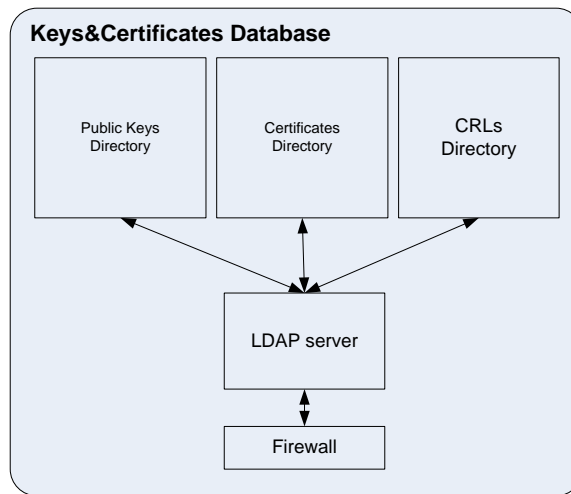 Keys&Certificates Database
Public Keys
Directory
Certificates
Directory
CRLs
Directory
LDAP server
Firewall